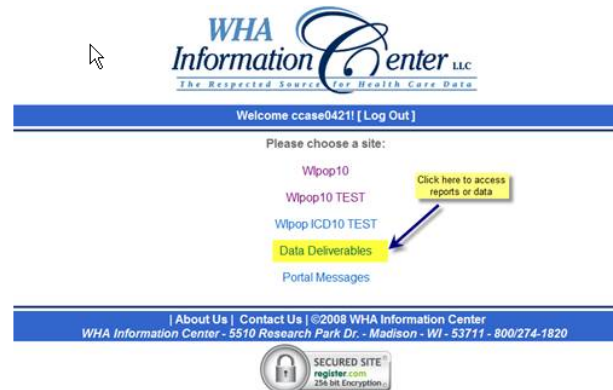 WHA
Information Center LLC
The Respected Source for Health Care Data
Welcome ccase0421! [ Log Out ]
Please choose a site:
WIpop10
Click here to access
reports or data
WIpop10 TEST
WIpop ICD10 TEST
Data Deliverables
Portal Messages
| About Us | Contact Us | ©2008 WHA Information Center
WHA Information Center - 5510 Research Park Dr. - Madison - WI - 53711 - 800/274-1820
SECURED SITE
register.com
256 bit Encryption